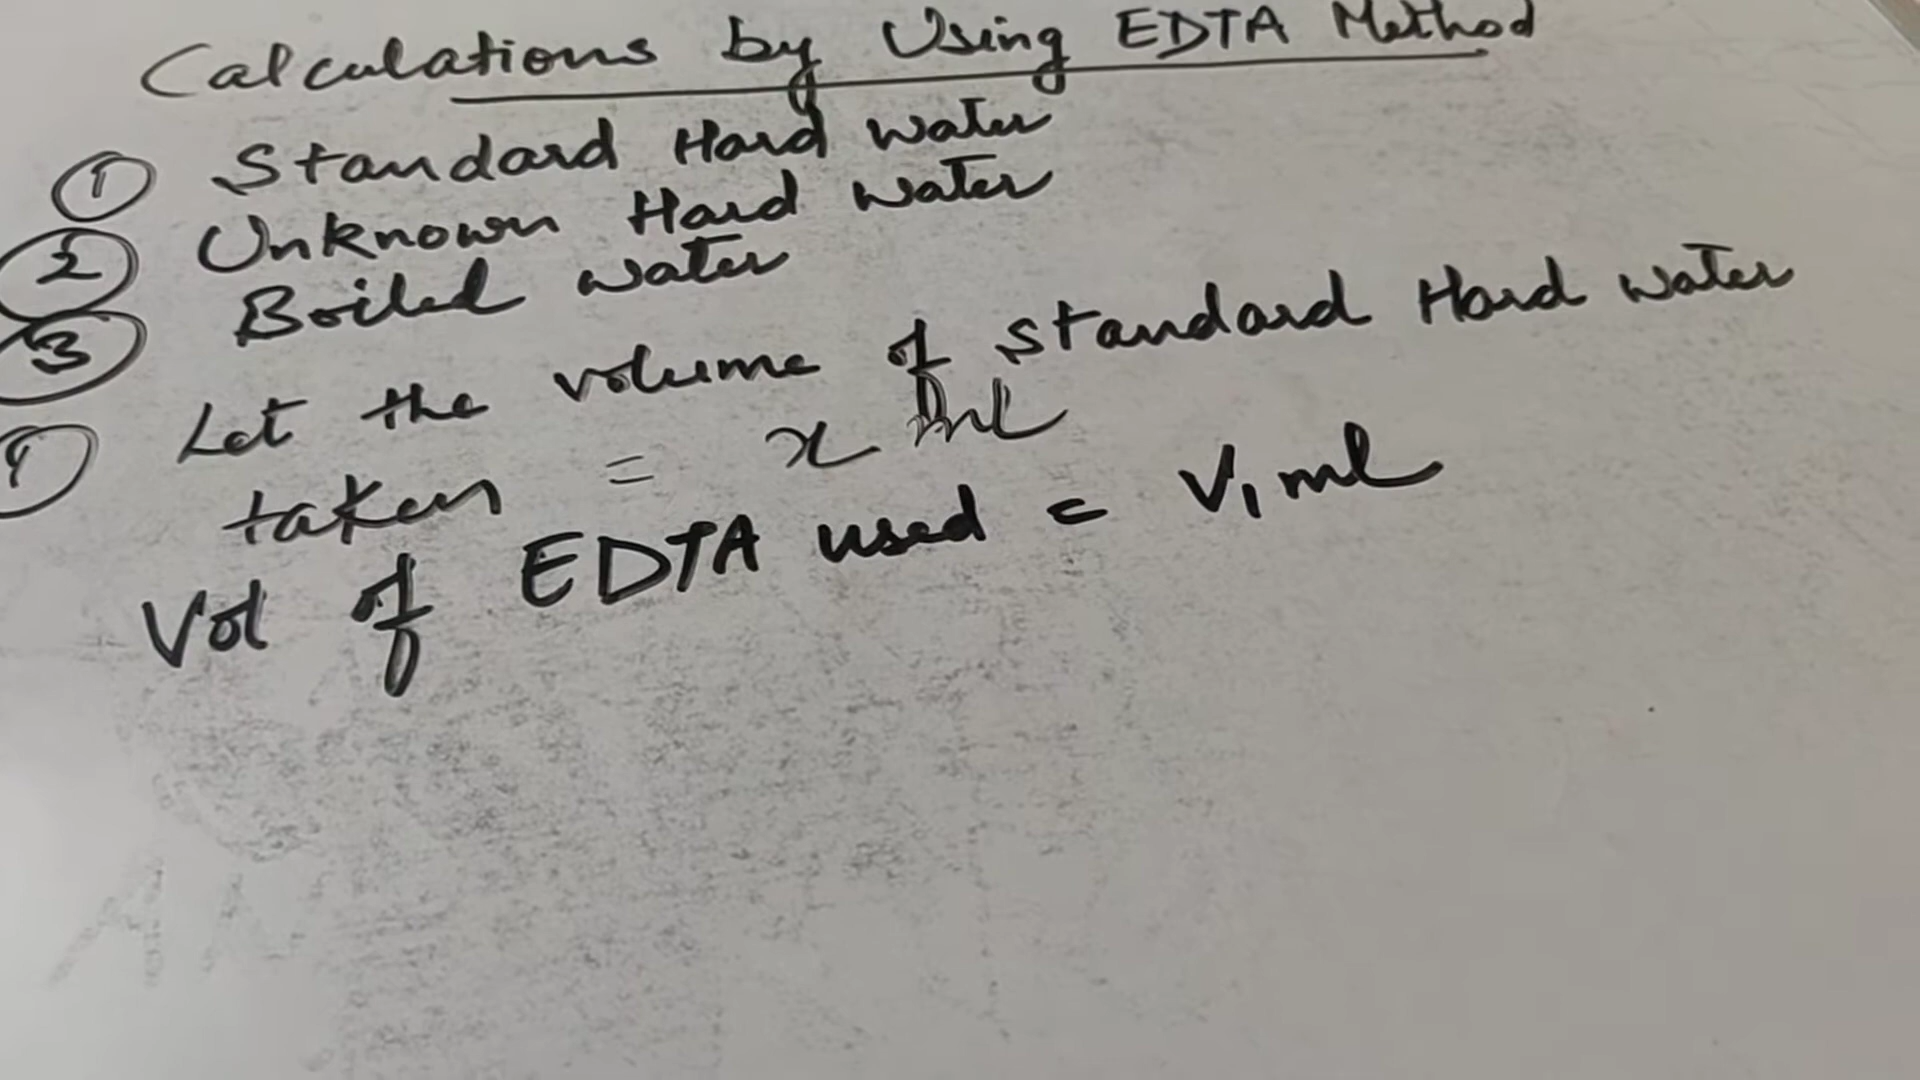 Calculations by Using EDTA Method
① Standard Hard water
② Unknown Hard water
③ Boiled water
① Let the volume of standard Hard water
taken = x ml
Vol of EDTA used = V₁ ml